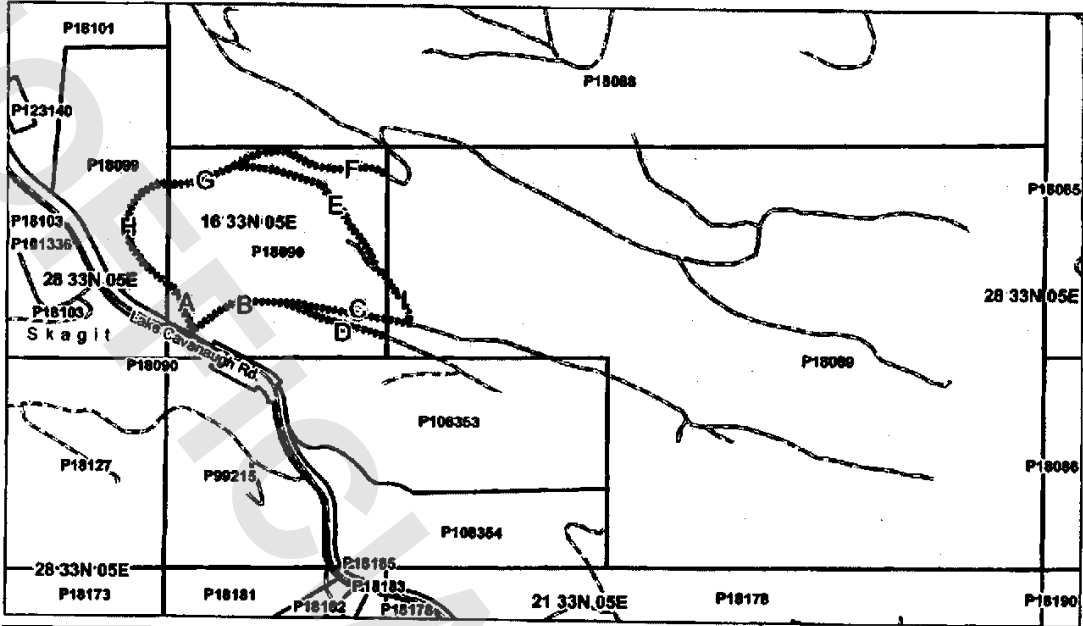 P18101
P18088
P123140
P18099
F
G
P18085
E
H
16 33N 05E
P18103
P181336
P18090
28 33N 05E
28 33N 05E
A
B
C
P18103
D
Skagit
Lake Cavanaugh Rd.
P18090
P18089
P106353
P18127
P99215
P18086
P106354
28 33N 05E
P18185
P18183
P18173
P18181
P18182
P18178
21 33N 05E
P18178
P18190